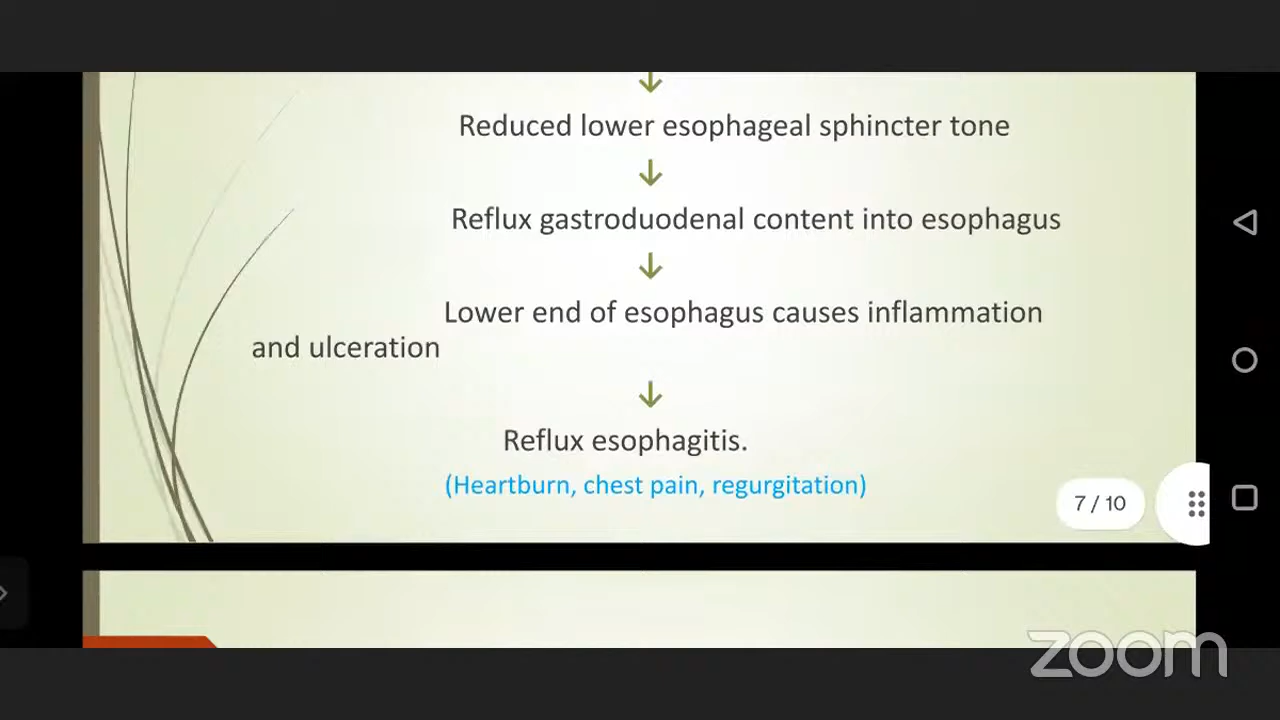 Reduced lower esophageal sphincter tone
Reflux gastroduodenal content into esophagus
Lower end of esophagus causes inflammation
and ulceration
Reflux esophagitis.
(Heartburn, chest pain, regurgitation)
7 / 10
zoom